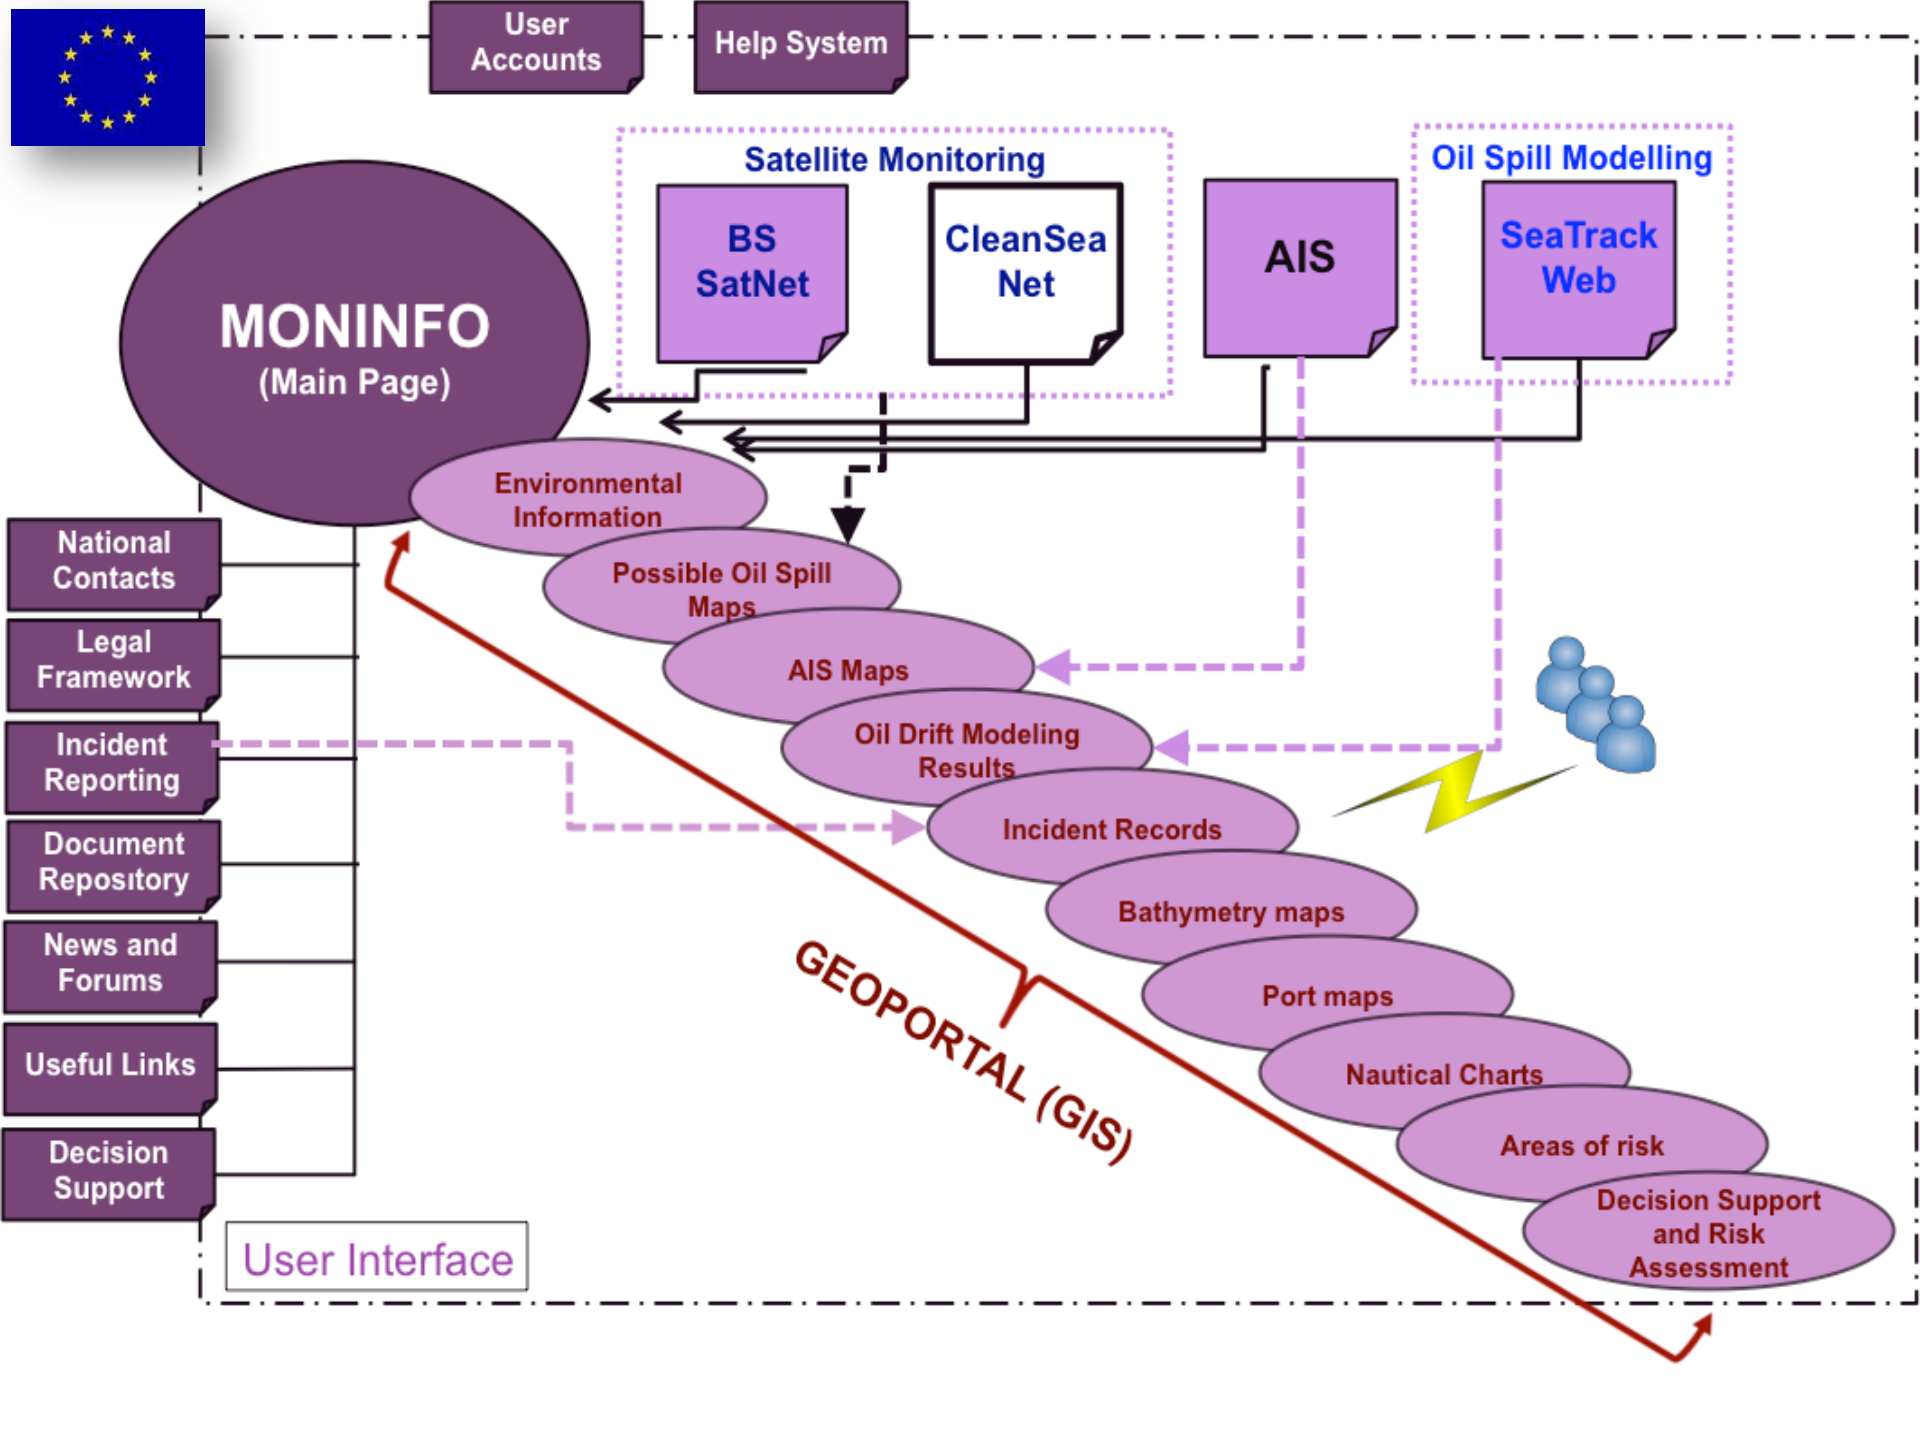 User
Accounts
Help System
Satellite Monitoring
Oil Spill Modelling
BS
SatNet
CleanSea
Net
AIS
SeaTrack
Web
MONINFO
(Main Page)
Environmental
Information
Possible Oil Spill
Maps
AIS Maps
Oil Drift Modeling
Results
Incident Records
Bathymetry maps
Port maps
Nautical Charts
Areas of risk
Decision Support
and Risk
Assessment
GEOPORTAL (GIS)
National
Contacts
Legal
Framework
Incident
Reporting
Document
Repository
News and
Forums
Useful Links
Decision
Support
User Interface